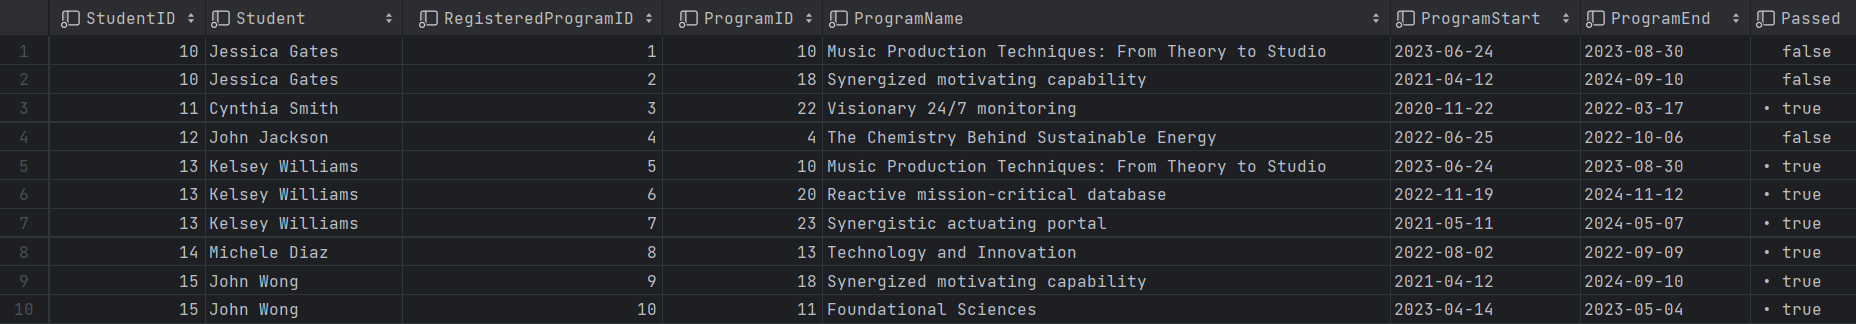 StudentID Student RegisteredProgramID ProgramID ProgramName ProgramStart ProgramEnd Passed
1 10 Jessica Gates 1 10 Music Production Techniques: From Theory to Studio 2023-06-24 2023-08-30 false
2 10 Jessica Gates 2 18 Synergized motivating capability 2021-04-12 2024-09-10 false
3 11 Cynthia Smith 3 22 Visionary 24/7 monitoring 2020-11-22 2022-03-17 • true
4 12 John Jackson 4 4 The Chemistry Behind Sustainable Energy 2022-06-25 2022-10-06 false
5 13 Kelsey Williams 5 10 Music Production Techniques: From Theory to Studio 2023-06-24 2023-08-30 • true
6 13 Kelsey Williams 6 20 Reactive mission-critical database 2022-11-19 2024-11-12 • true
7 13 Kelsey Williams 7 23 Synergistic actuating portal 2021-05-11 2024-05-07 • true
8 14 Michele Diaz 8 13 Technology and Innovation 2022-08-02 2022-09-09 • true
9 15 John Wong 9 18 Synergized motivating capability 2021-04-12 2024-09-10 • true
10 15 John Wong 10 11 Foundational Sciences 2023-04-14 2023-05-04 • true